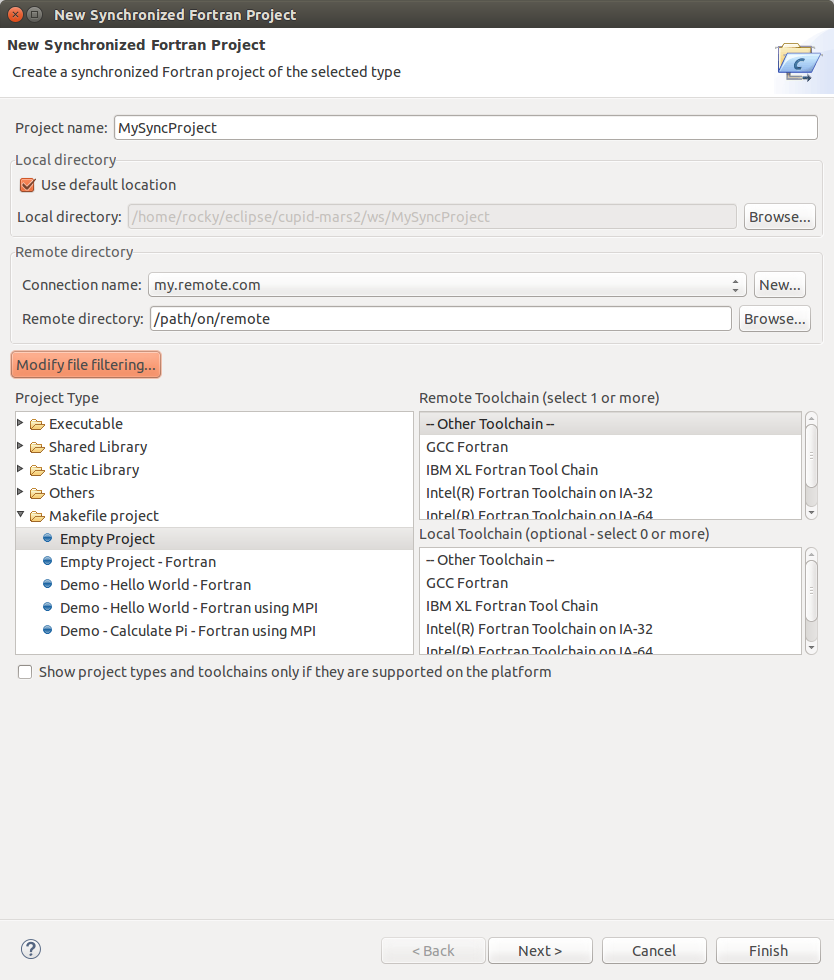 New Synchronized Fortran Project
New Synchronized Fortran Project
Create a synchronized Fortran project of the selected type
C
Project name: MySyncProject
Local directory
Use default location
Local directory: /home/rocky/eclipse/cupid-mars2/ws/MySyncProject Browse...
Remote directory
Connection name: my.remote.com New...
Remote directory: /path/on/remote Browse...
Modify file filtering...
Project Type
Executable
Shared Library
Static Library
Others
Makefile project
Empty Project
Empty Project - Fortran
Demo - Hello World - Fortran
Demo - Hello World - Fortran using MPI
Demo - Calculate Pi - Fortran using MPI
Remote Toolchain (select 1 or more)
-- Other Toolchain --
GCC Fortran
IBM XL Fortran Tool Chain
Intel(R) Fortran Toolchain on IA-32
Intel(R) Fortran Toolchain on IA-64
Local Toolchain (optional - select 0 or more)
-- Other Toolchain --
GCC Fortran
IBM XL Fortran Tool Chain
Intel(R) Fortran Toolchain on IA-32
Intel(R) Fortran Toolchain on IA-64
Show project types and toolchains only if they are supported on the platform
? < Back Next > Cancel Finish